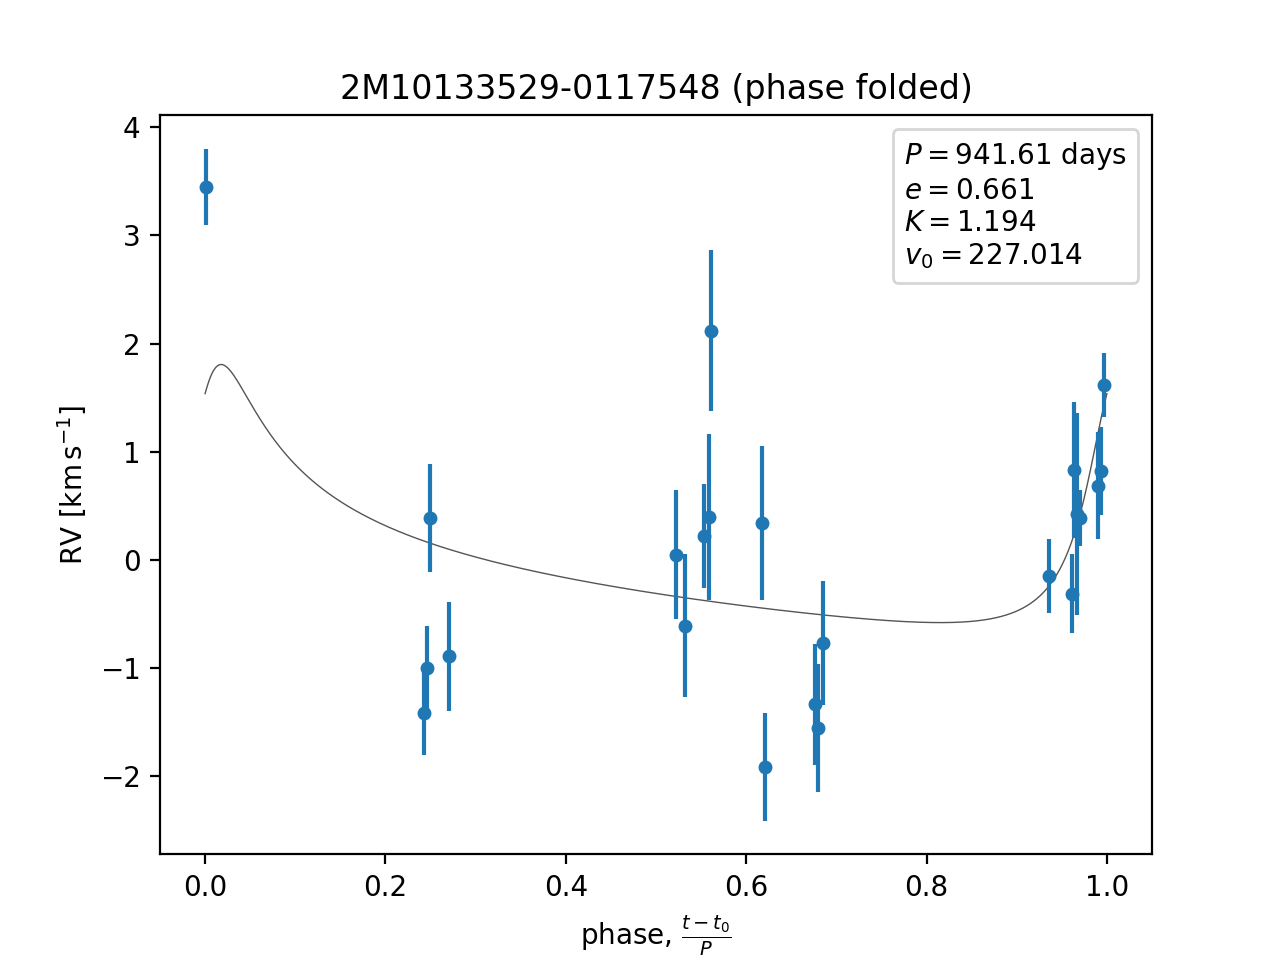 2M10133529-0117548 (phase folded)
P = 941.61 days
e = 0.661
K = 1.194
v₀ = 227.014
RV [km s⁻¹]
4
3
2
1
0
−1
−2
0.0 0.2 0.4 0.6 0.8 1.0
phase, (t − t₀)/P